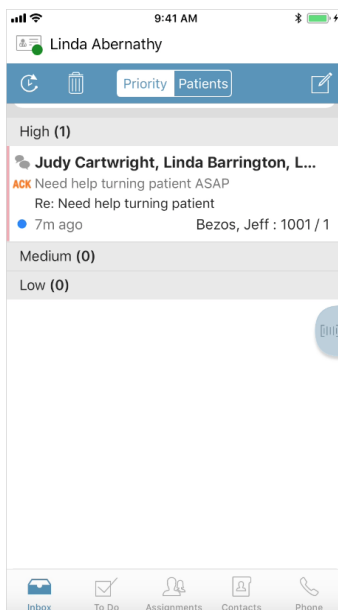 9:41 AM
Linda Abernathy
Priority Patients
High (1)
Judy Cartwright, Linda Barrington, L...
ACK Need help turning patient ASAP
Re: Need help turning patient
7m ago Bezos, Jeff : 1001 / 1
Medium (0)
Low (0)
Inbox To Do Assignments Contacts Phone